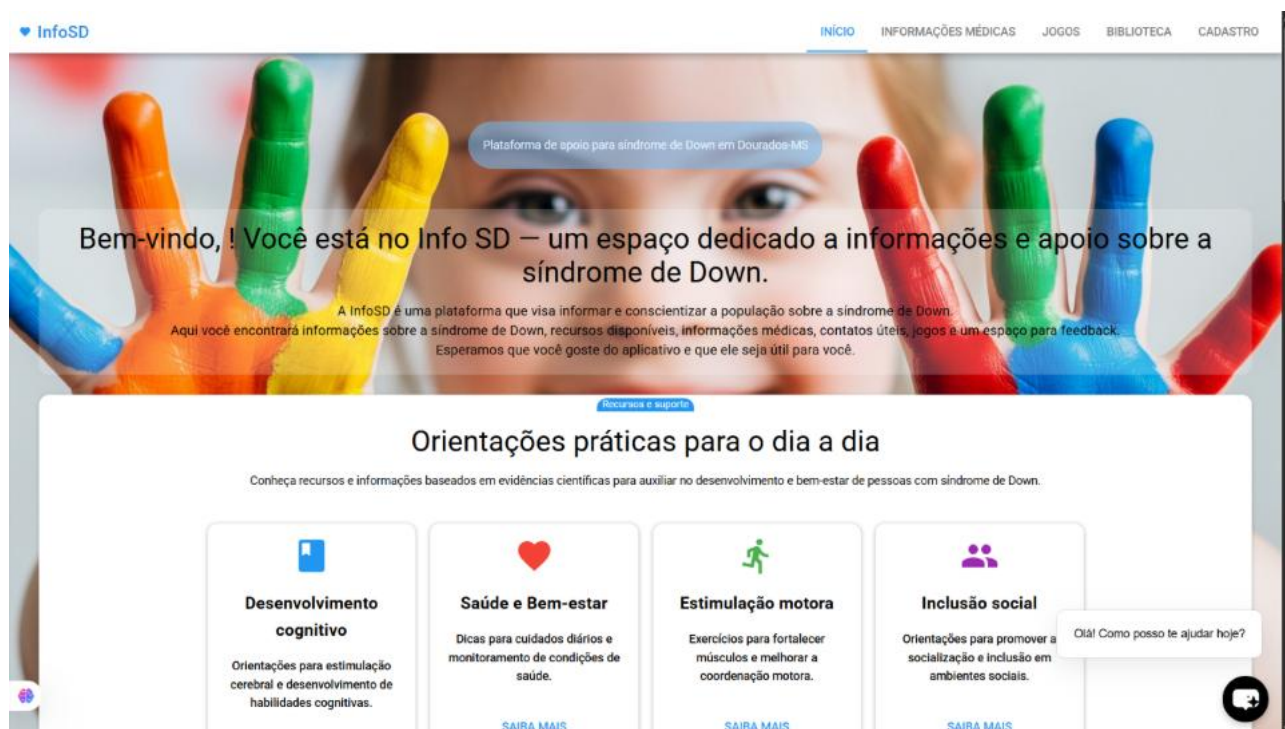 InfoSD
INÍCIO INFORMAÇÕES MÉDICAS JOGOS BIBLIOTECA CADASTRO
Plataforma de apoio para síndrome de Down em Dourados-MS
Bem-vindo, ! Você está no Info SD — um espaço dedicado a informações e apoio sobre a
síndrome de Down.
A InfoSD é uma plataforma que visa informar e conscientizar a população sobre a síndrome de Down.
Aqui você encontrará informações sobre a síndrome de Down, recursos disponíveis, informações médicas, contatos úteis, jogos e um espaço para feedback.
Esperamos que você goste do aplicativo e que ele seja útil para você.
Recursos e suporte
Orientações práticas para o dia a dia
Conheça recursos e informações baseados em evidências científicas para auxiliar no desenvolvimento e bem-estar de pessoas com síndrome de Down.
Desenvolvimento
cognitivo
Orientações para estimulação
cerebral e desenvolvimento de
habilidades cognitivas.
Saúde e Bem-estar
Dicas para cuidados diários e
monitoramento de condições de
saúde.
SAIBA MAIS
Estimulação motora
Exercícios para fortalecer
músculos e melhorar a
coordenação motora.
SAIBA MAIS
Inclusão social
Orientações para promover a
socialização e inclusão em
ambientes sociais.
SAIBA MAIS
Olá! Como posso te ajudar hoje?